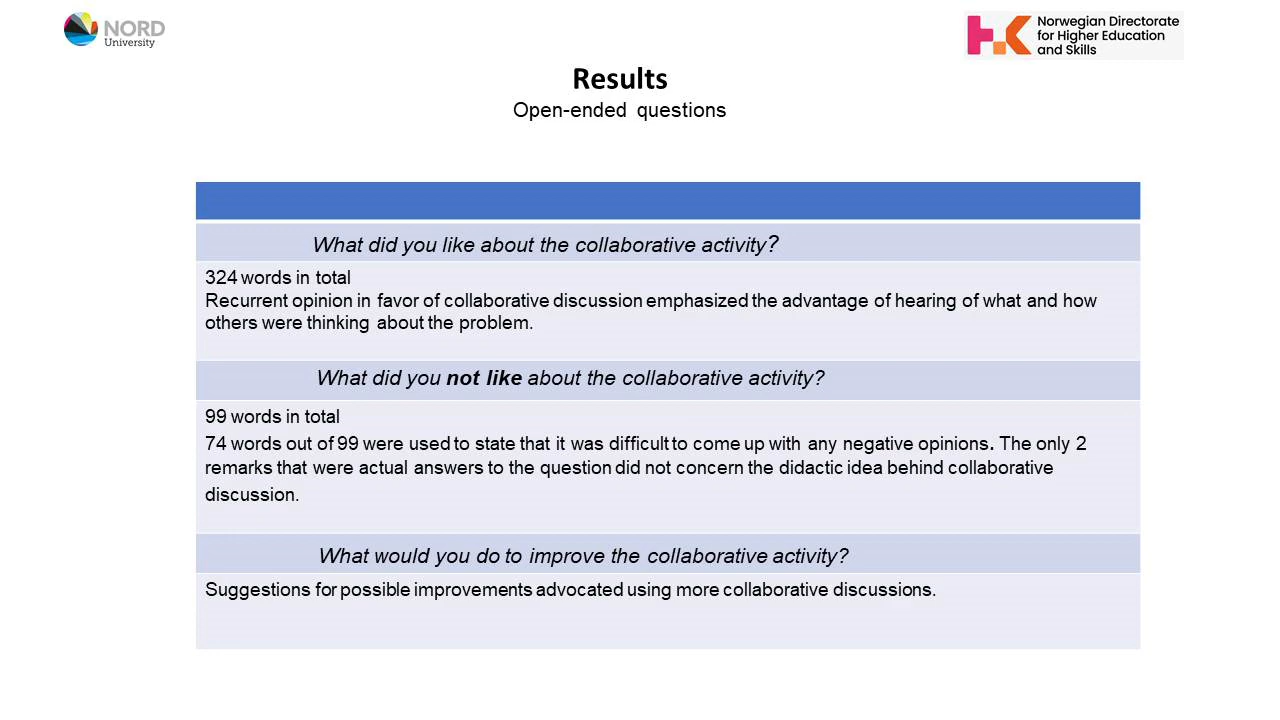 NORD
University
Norwegian Directorate
for Higher Education
and Skills
Results
Open-ended questions
What did you like about the collaborative activity?
324 words in total
Recurrent opinion in favor of collaborative discussion emphasized the advantage of hearing of what and how
others were thinking about the problem.
What did you not like about the collaborative activity?
99 words in total
74 words out of 99 were used to state that it was difficult to come up with any negative opinions. The only 2
remarks that were actual answers to the question did not concern the didactic idea behind collaborative
discussion.
What would you do to improve the collaborative activity?
Suggestions for possible improvements advocated using more collaborative discussions.